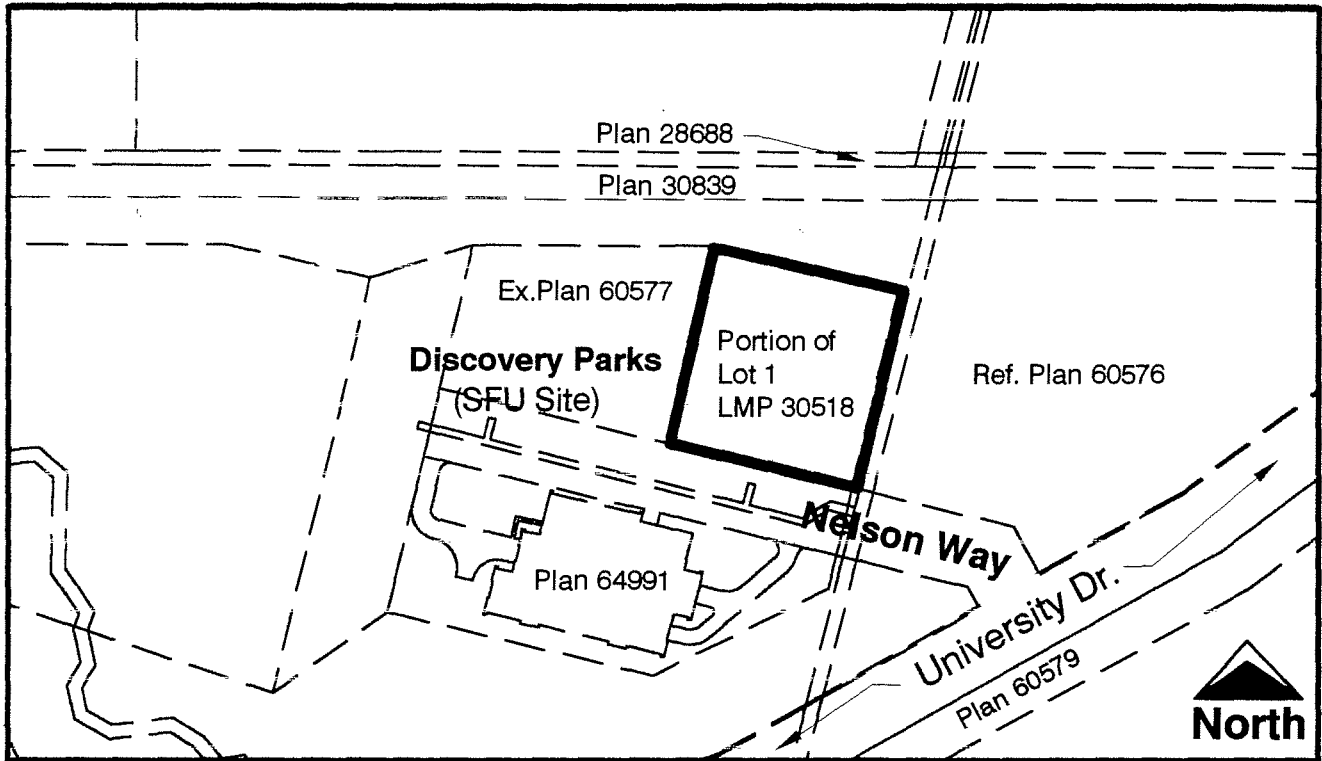 Plan 28688
Plan 30839
Ex.Plan 60577
Portion of
Lot 1
LMP 30518
Discovery Parks
(SFU Site)
Ref. Plan 60576
Nelson Way
Plan 64991
University Dr.
Plan 60579
North